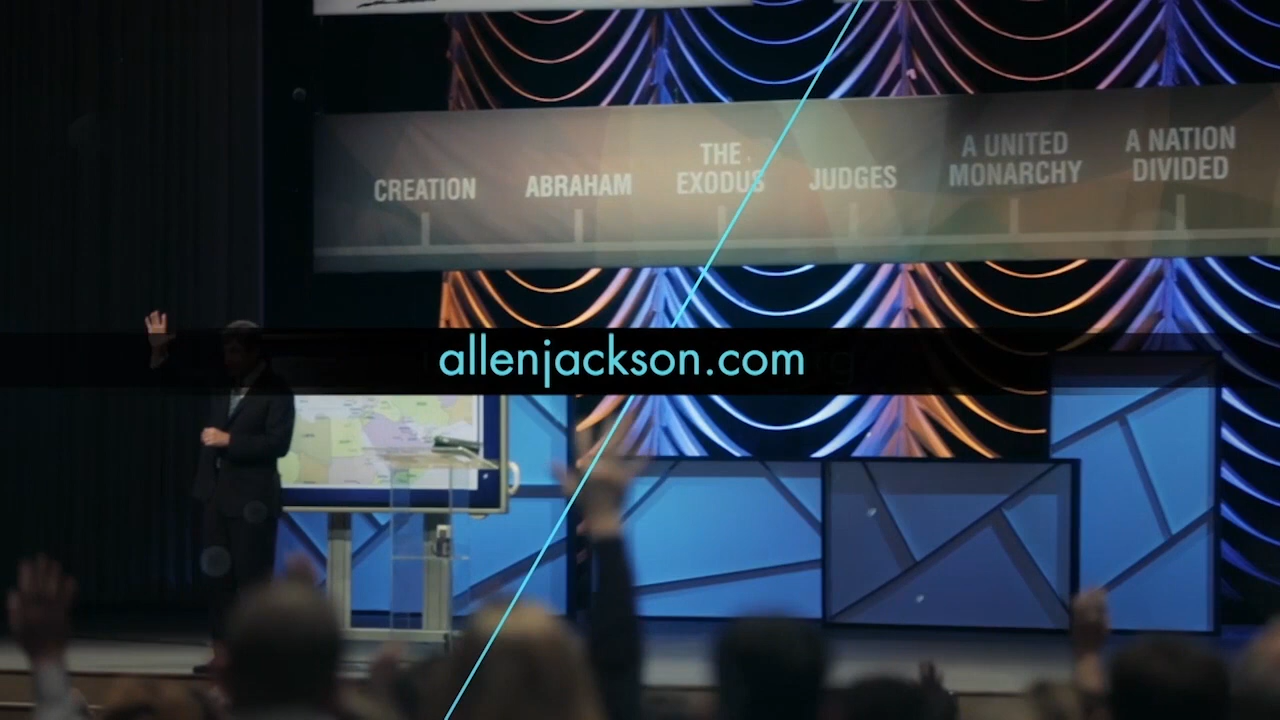 CREATION
ABRAHAM
THE
EXODUS
JUDGES
A UNITED
MONARCHY
A NATION
DIVIDED
allenjackson.com